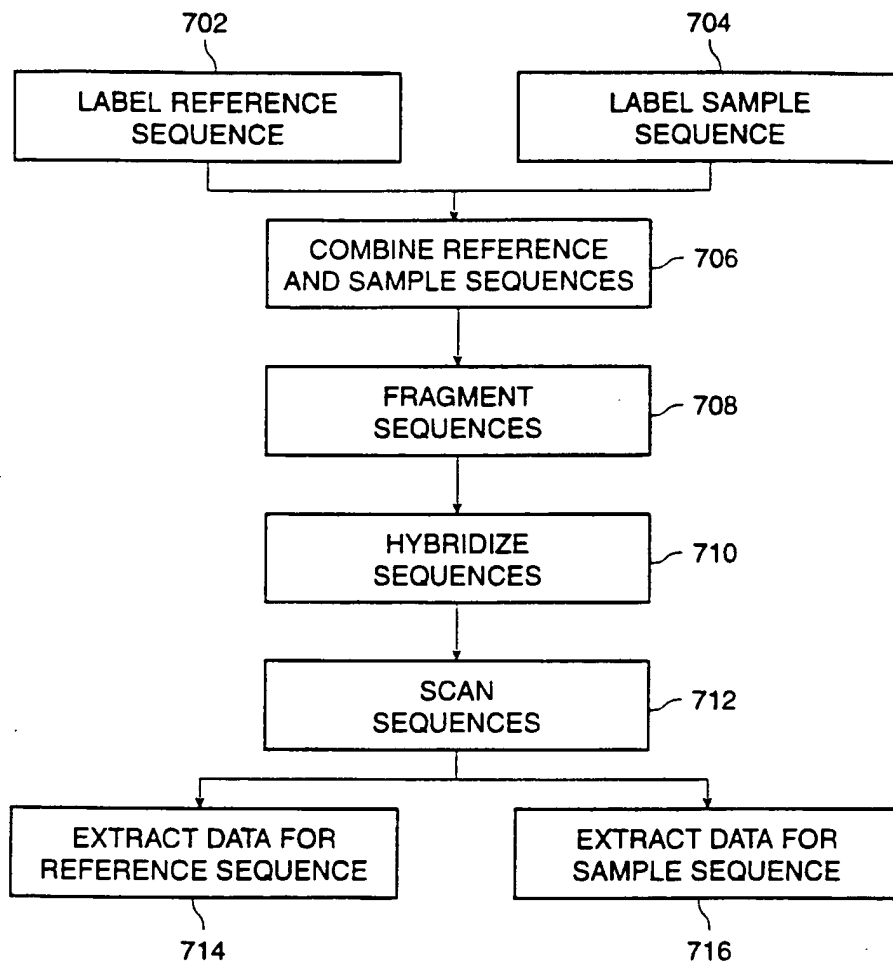 702
704
LABEL REFERENCE
SEQUENCE
LABEL SAMPLE
SEQUENCE
COMBINE REFERENCE
AND SAMPLE SEQUENCES
706
FRAGMENT
SEQUENCES
708
HYBRIDIZE
SEQUENCES
710
SCAN
SEQUENCES
712
EXTRACT DATA FOR
REFERENCE SEQUENCE
EXTRACT DATA FOR
SAMPLE SEQUENCE
714
716